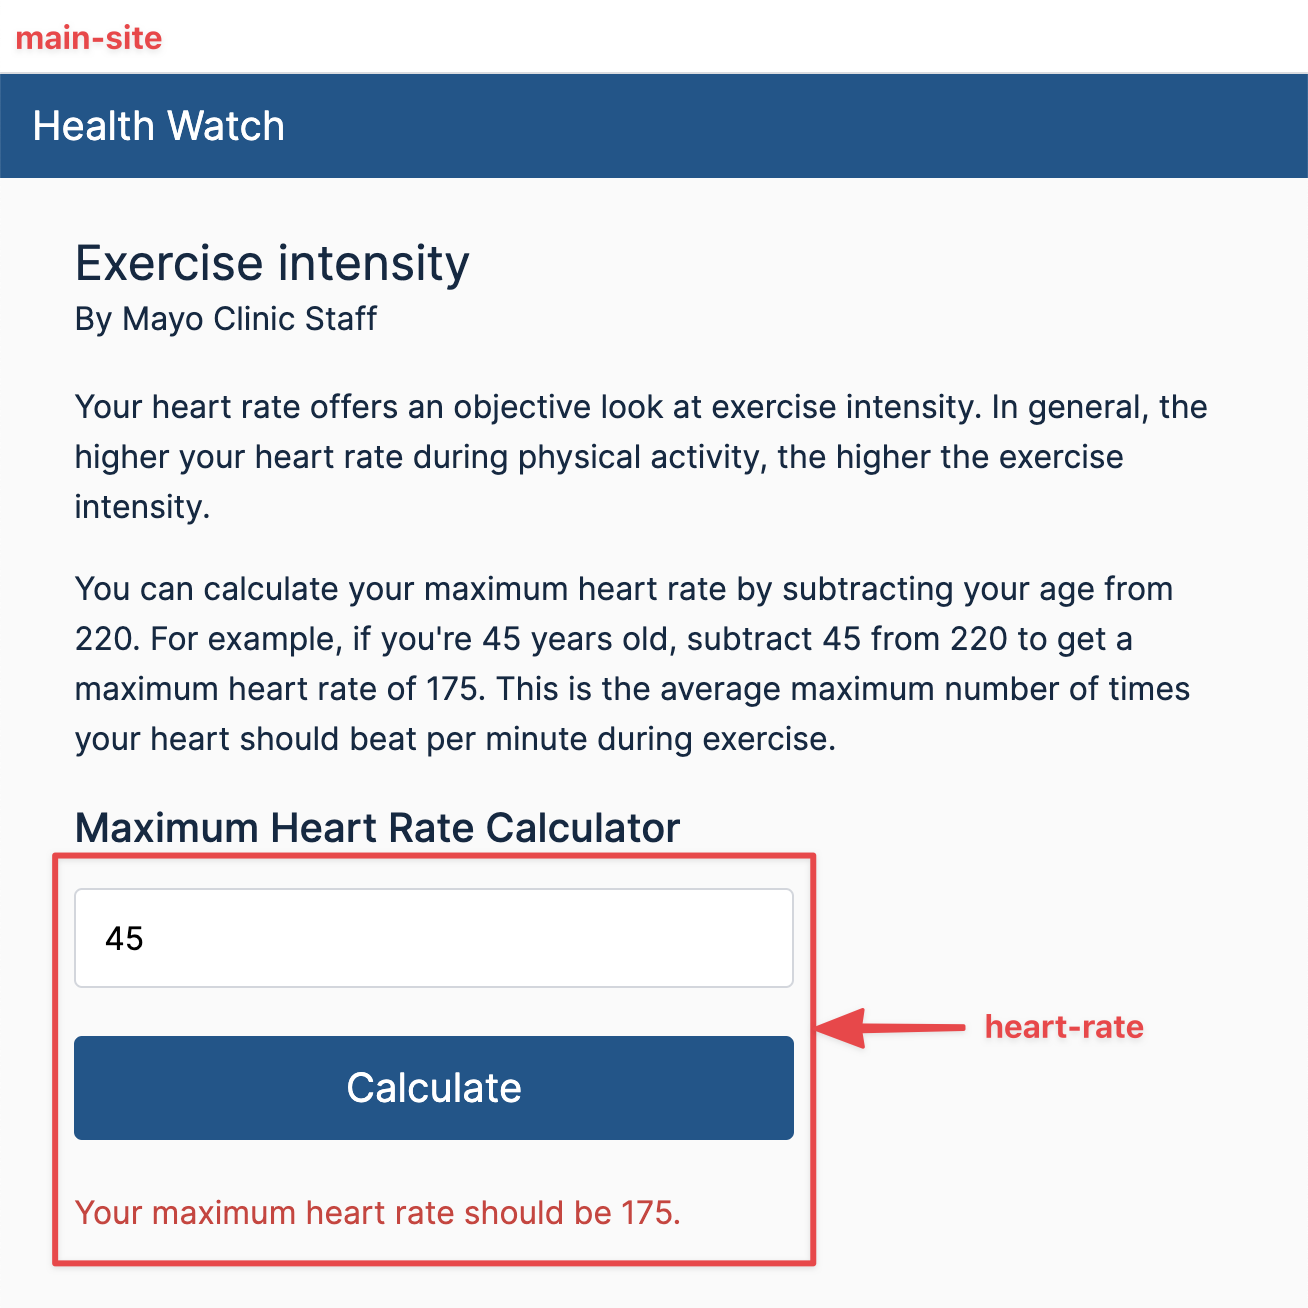 main-site
Health Watch
Exercise intensity
By Mayo Clinic Staff
Your heart rate offers an objective look at exercise intensity. In general, the
higher your heart rate during physical activity, the higher the exercise
intensity.
You can calculate your maximum heart rate by subtracting your age from
220. For example, if you're 45 years old, subtract 45 from 220 to get a
maximum heart rate of 175. This is the average maximum number of times
your heart should beat per minute during exercise.
Maximum Heart Rate Calculator
45
heart-rate
Calculate
Your maximum heart rate should be 175.